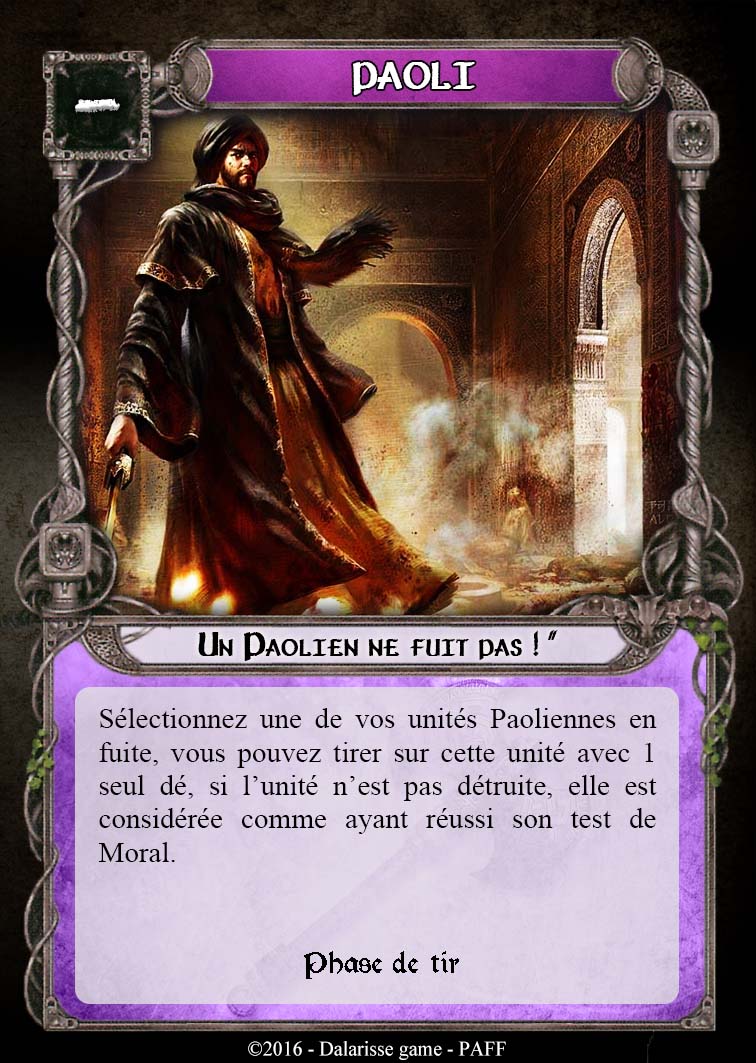 PAOLI
-
Un Paolien ne fuit pas ! "
Sélectionnez une de vos unités Paoliennes en
fuite, vous pouvez tirer sur cette unité avec 1
seul dé, si l'unité n'est pas détruite, elle est
considérée comme ayant réussi son test de
Moral.
Phase de tir
©2016 - Dalarisse game - PAFF